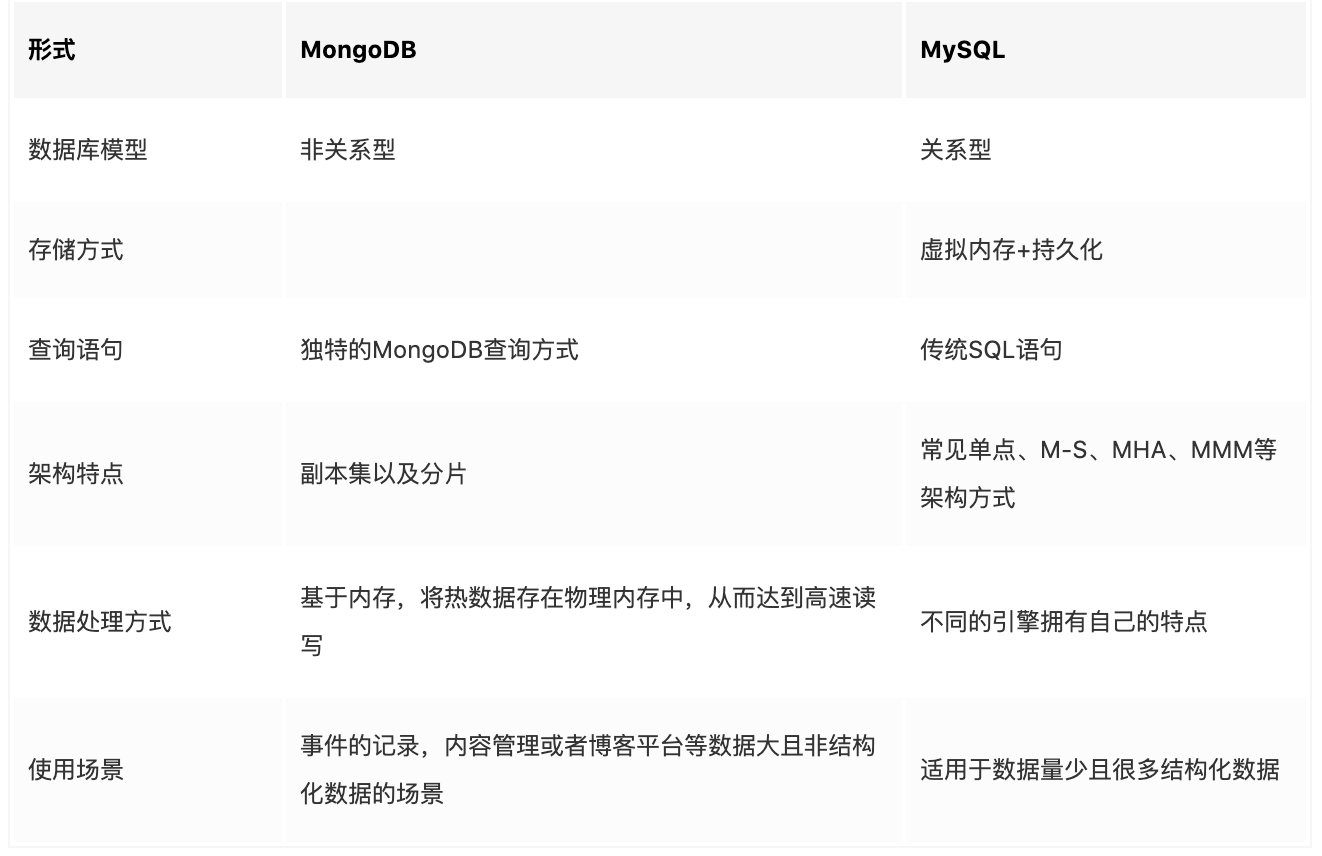 形式 MongoDB MySQL
数据库模型 非关系型 关系型
存储方式 虚拟内存+持久化
查询语句 独特的MongoDB查询方式 传统SQL语句
架构特点 副本集以及分片 常见单点、M-S、MHA、MMM等
架构方式
数据处理方式 基于内存，将热数据存在物理内存中，从而达到高速读
写 不同的引擎拥有自己的特点
使用场景 事件的记录，内容管理或者博客平台等数据大且非结构
化数据的场景 适用于数据量少且很多结构化数据